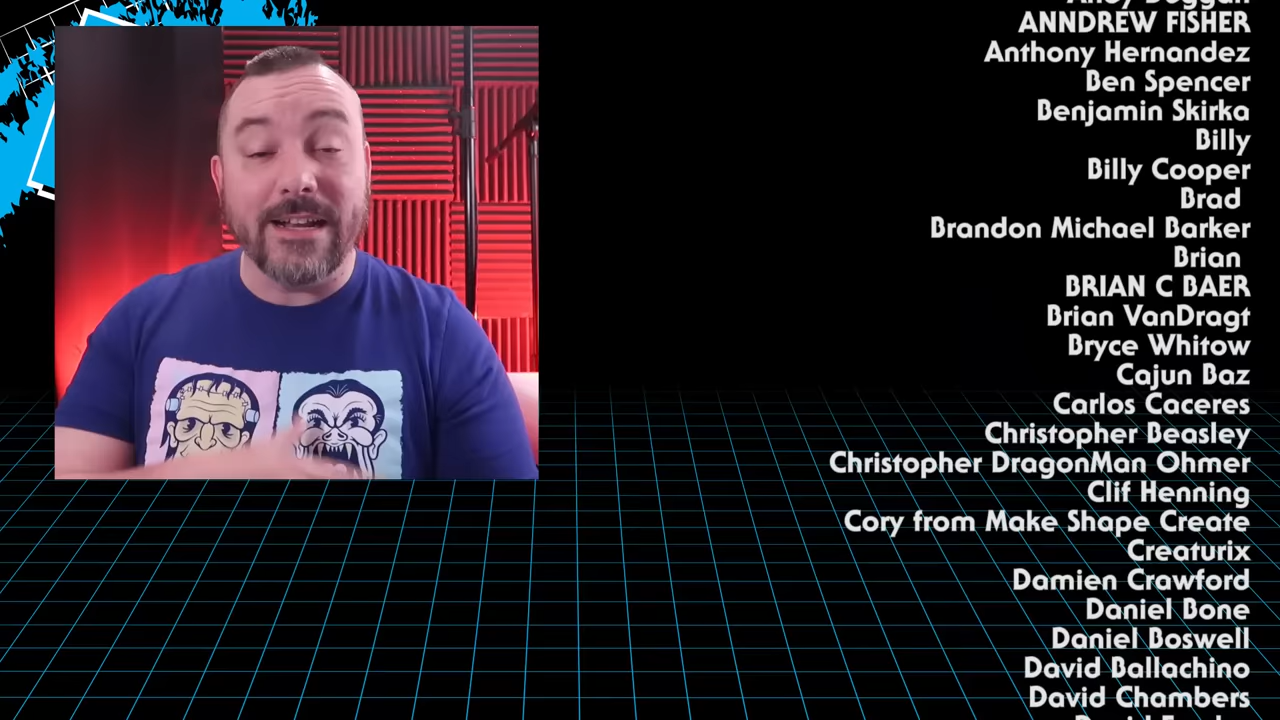 ANNDREW FISHER
Anthony Hernandez
Ben Spencer
Benjamin Skirka
Billy
Billy Cooper
Brad
Brandon Michael Barker
Brian
BRIAN C BAER
Brian VanDragt
Bryce Whitow
Cajun Baz
Carlos Caceres
Christopher Beasley
Christopher DragonMan Ohmer
Clif Henning
Cory from Make Shape Create
Creaturix
Damien Crawford
Daniel Bone
Daniel Boswell
David Ballachino
David Chambers